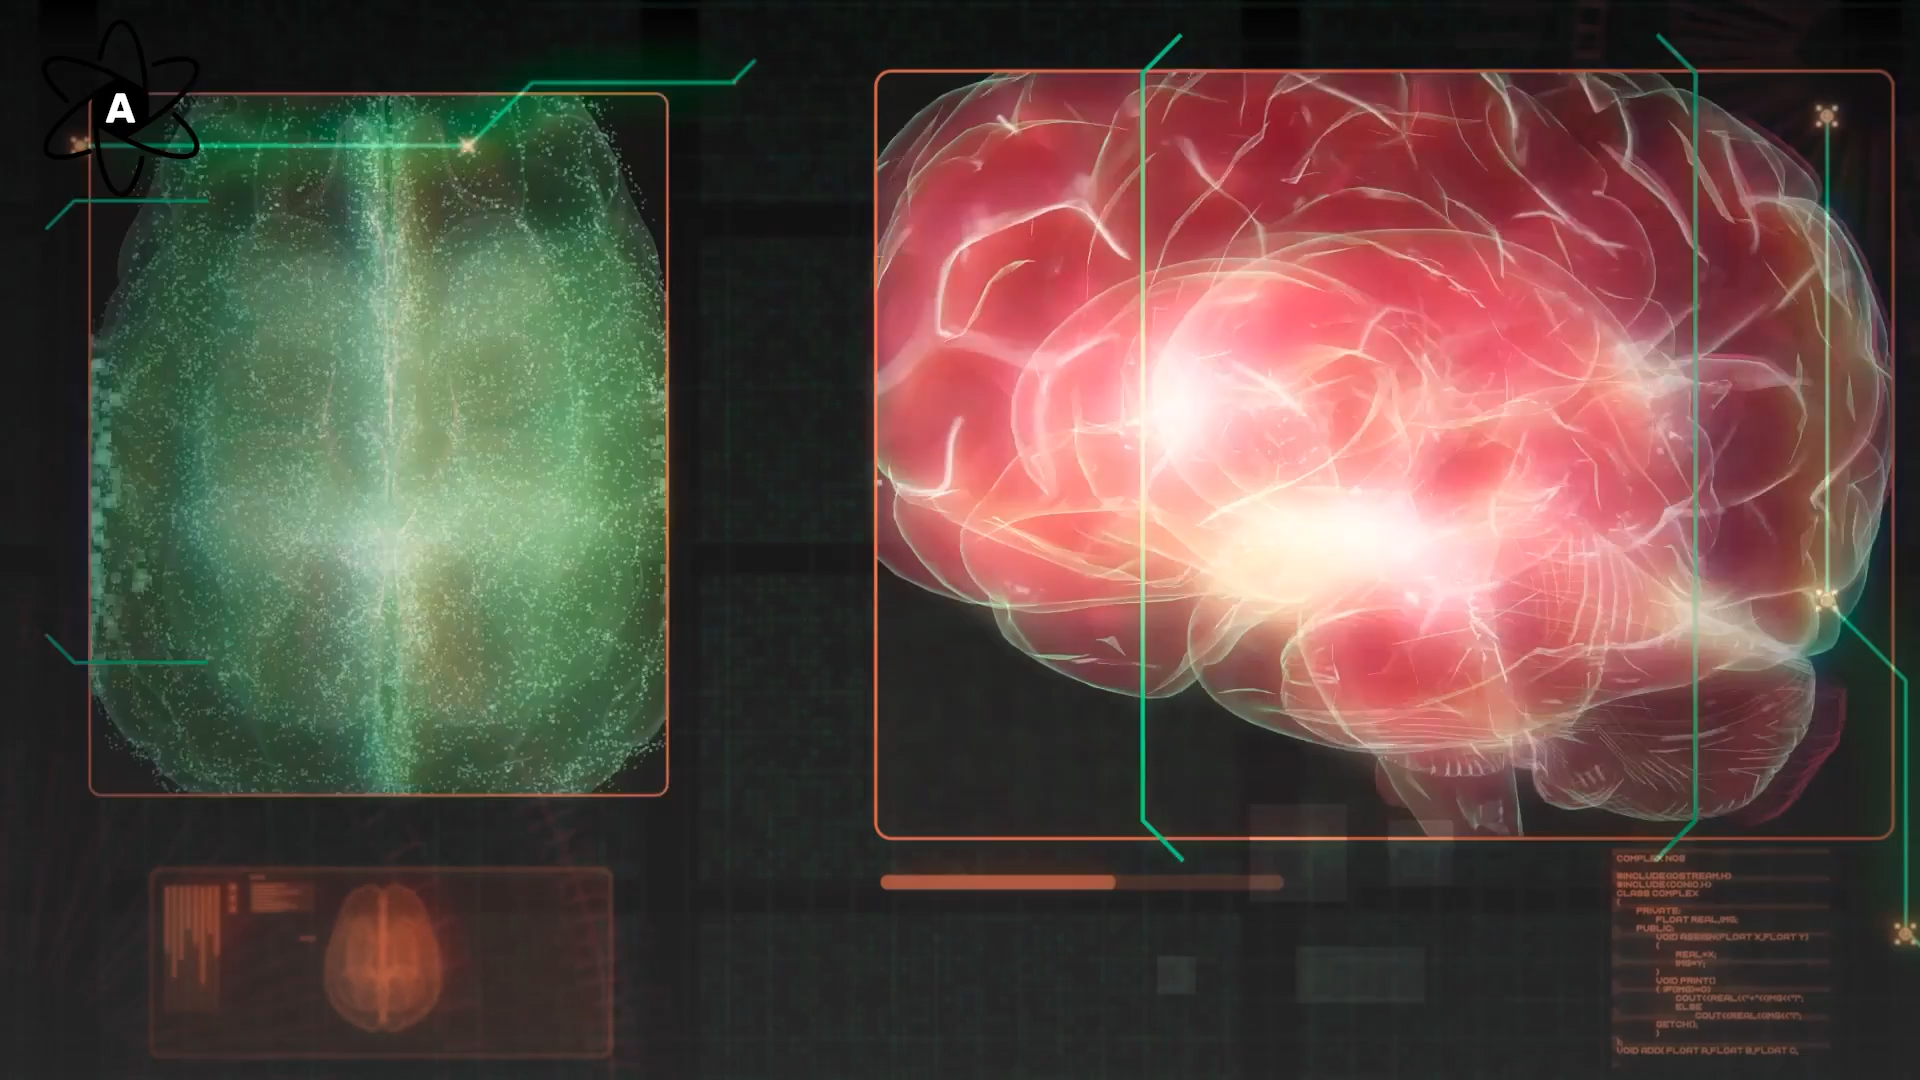 A
COMPLEX NOS
#INCLUDE<IOSTREAM.H>
#INCLUDE<CONIO.H>
CLASS COMPLEX
{
PRIVATE:
FLOAT REAL,IMG;
PUBLIC:
VOID ASSIGN(FLOAT X,FLOAT Y)
{
REAL=X;
IMG=Y;
}
VOID PRINT()
{ IF(IMG>=0)
COUT<<REAL<<"+"<<IMG<<"I";
ELSE
COUT<<REAL<<IMG<<"I";
GETCH();
}
};
VOID ADD( FLOAT A,FLOAT B,FLOAT C,